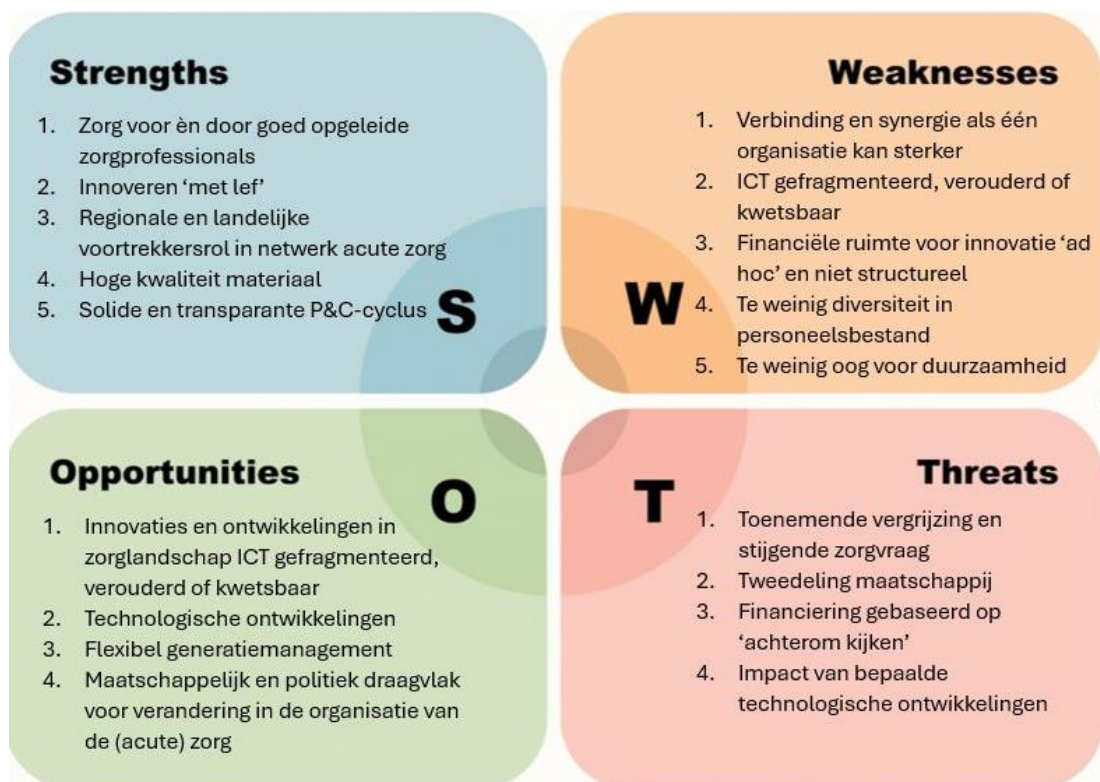 Strengths
1. Zorg voor èn door goed opgeleide
zorgprofessionals
2. Innoveren ‘met lef’
3. Regionale en landelijke
voortrekkersrol in netwerk acute zorg
4. Hoge kwaliteit materiaal
5. Solide en transparante P&C-cyclus
S
Weaknesses
1. Verbinding en synergie als één
organisatie kan sterker
2. ICT gefragmenteerd, verouderd of
kwetsbaar
3. Financiële ruimte voor innovatie ‘ad
hoc’ en niet structureel
4. Te weinig diversiteit in
personeelsbestand
5. Te weinig oog voor duurzaamheid
W
Opportunities
1. Innovaties en ontwikkelingen in
zorglandschap ICT gefragmenteerd,
verouderd of kwetsbaar
2. Technologische ontwikkelingen
3. Flexibel generatiemanagement
4. Maatschappelijk en politiek draagvlak
voor verandering in de organisatie van
de (acute) zorg
O
Threats
1. Toenemende vergrijzing en
stijgende zorgvraag
2. Tweedeling maatschappij
3. Financiering gebaseerd op
‘achterom kijken’
4. Impact van bepaalde
technologische ontwikkelingen
T